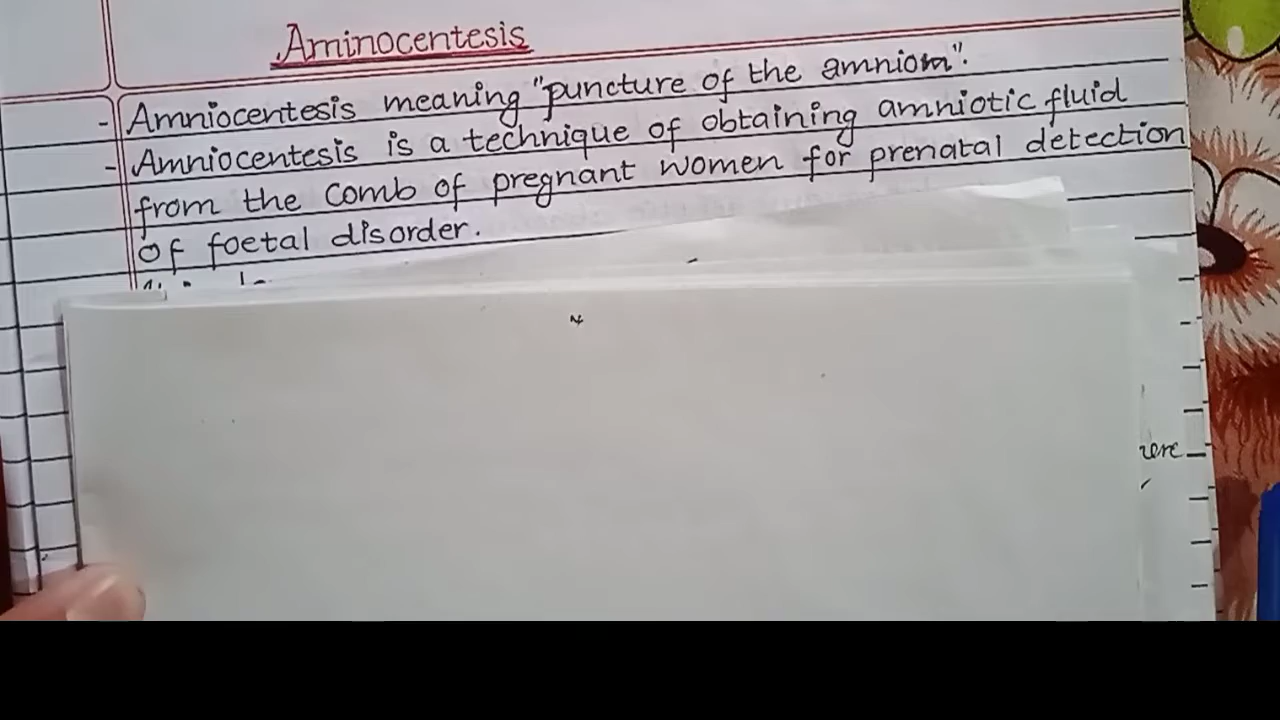 Aminocentesis
- Amniocentesis meaning "puncture of the amniom".
- Amniocentesis is a technique of obtaining amniotic fluid
from the comb of pregnant women for prenatal detection
of foetal disorder.